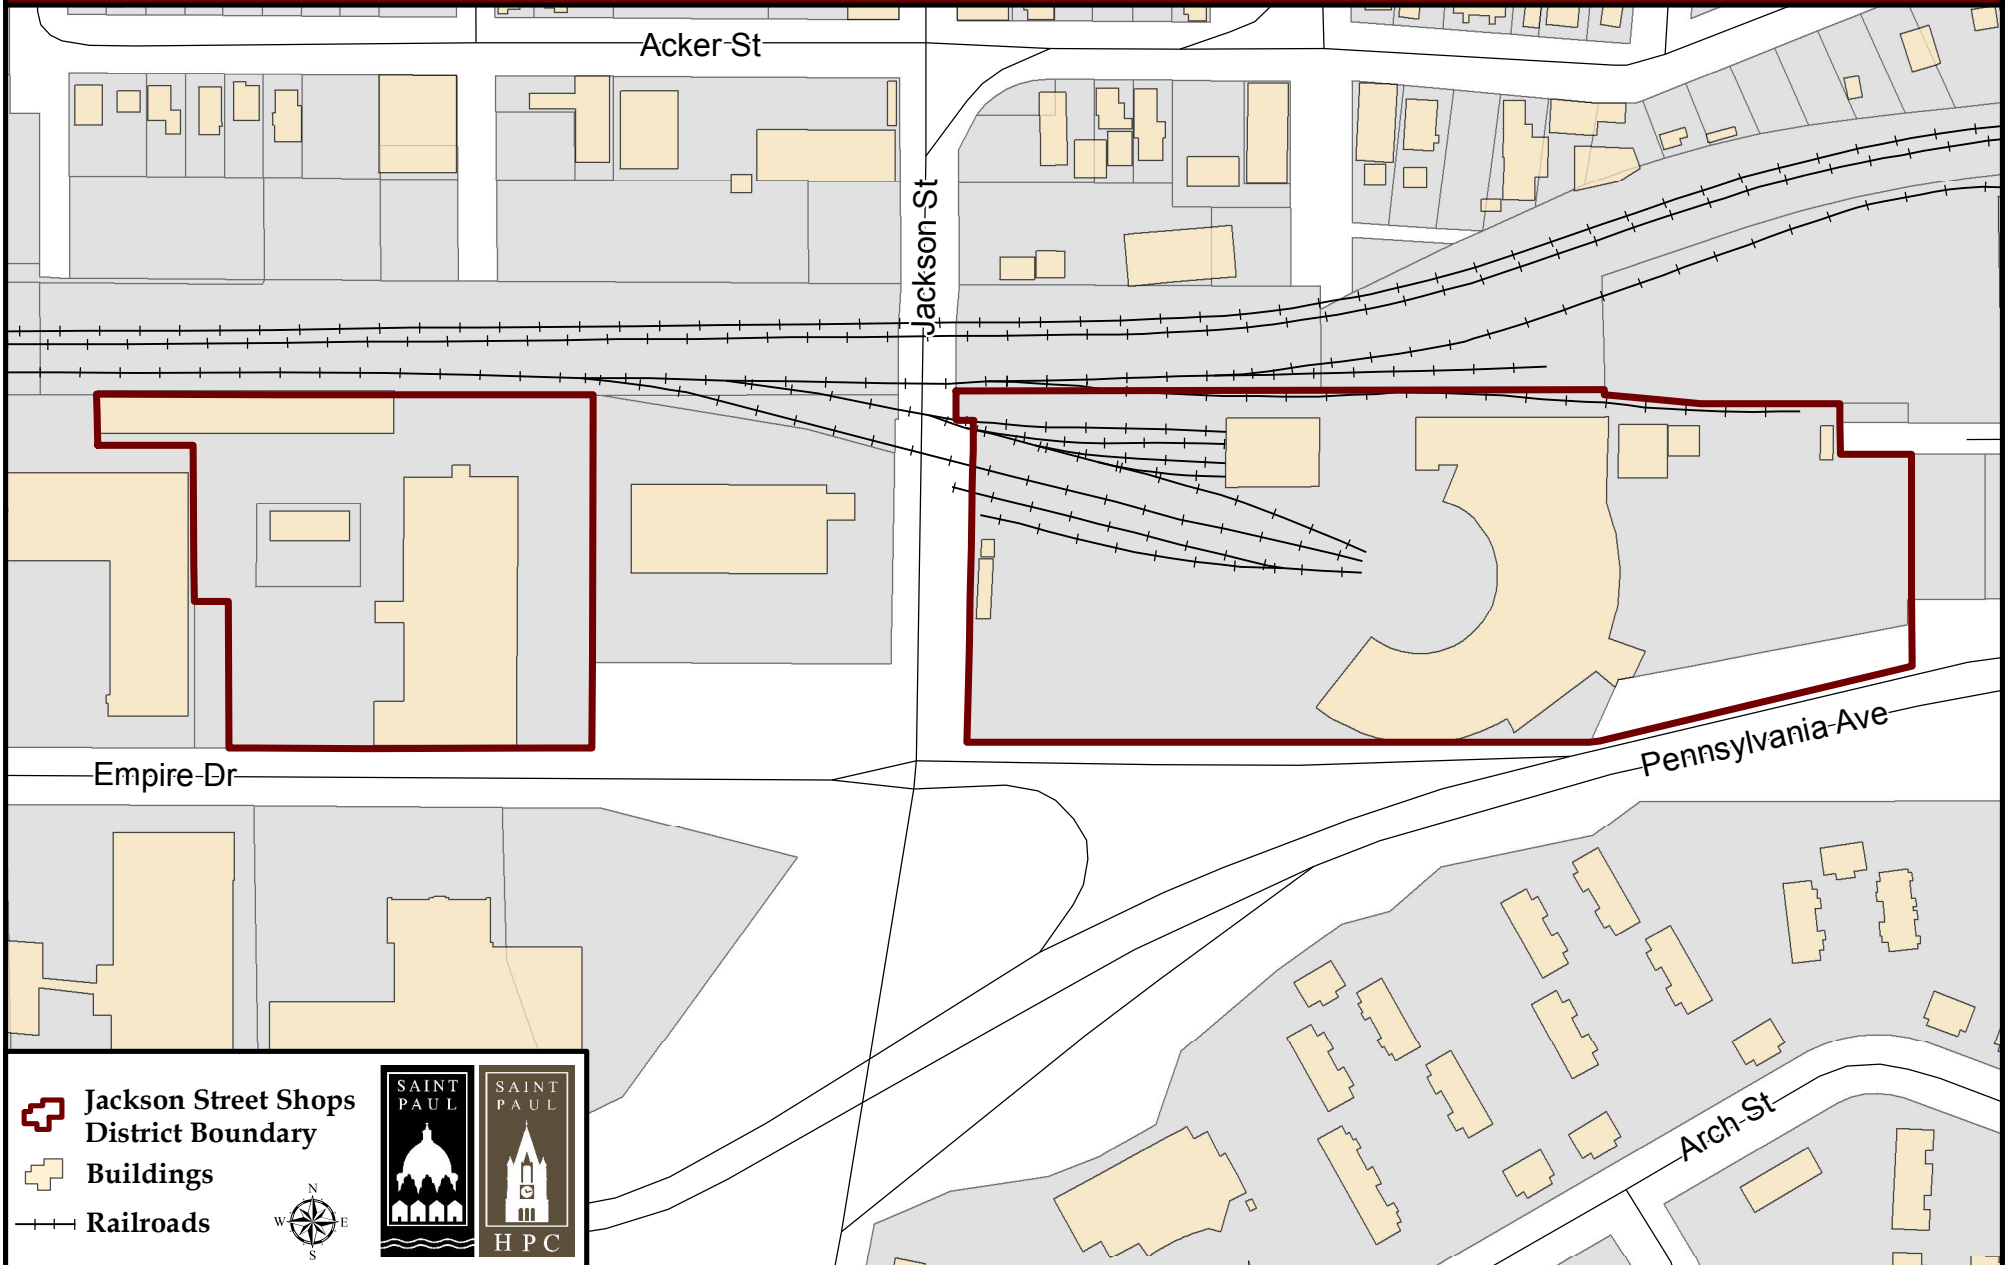 Acker St
Jackson St
Empire Dr
Pennsylvania Ave
Arch St
Jackson Street Shops
District Boundary
Buildings
Railroads
N
W
E
S
SAINT
PAUL
SAINT
PAUL
HPC